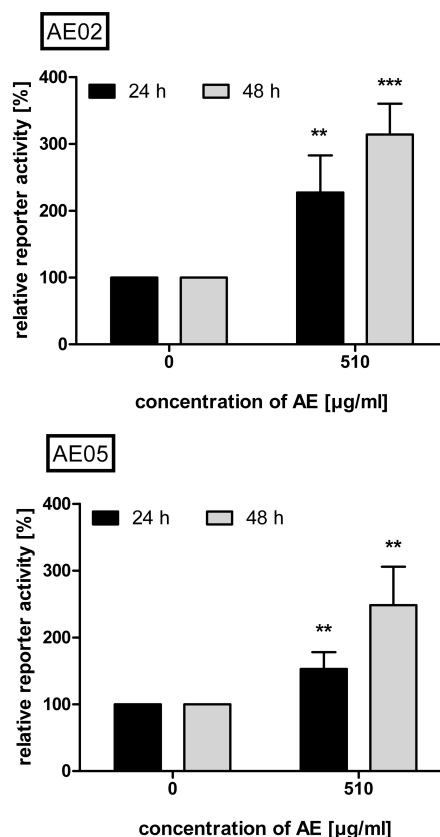 AE02
relative reporter activity [%]
400
300
200
100
0
24 h
48 h
**
***
0
510
concentration of AE [µg/ml]
AE05
relative reporter activity [%]
400
300
200
100
0
24 h
48 h
**
**
0
510
concentration of AE [µg/ml]